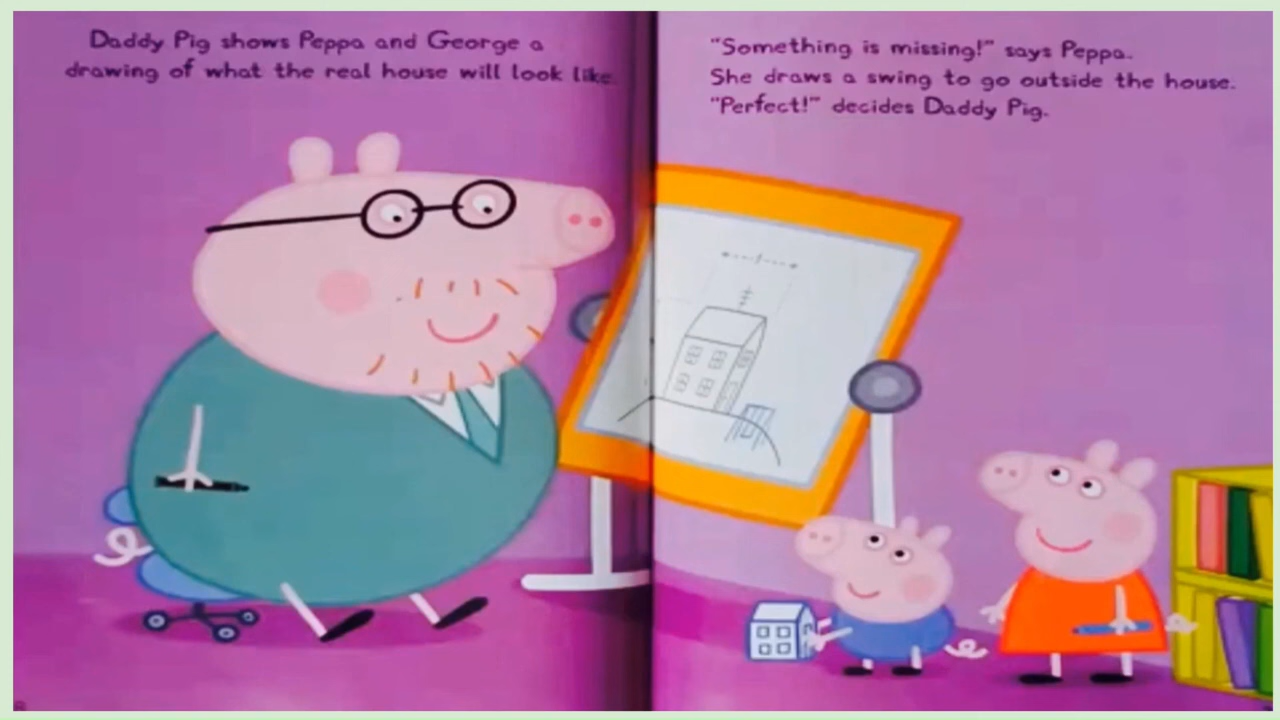 Daddy Pig shows Peppa and George a
drawing of what the real house will look like.
"Something is missing!" says Peppa.
She draws a swing to go outside the house.
"Perfect!" decides Daddy Pig.